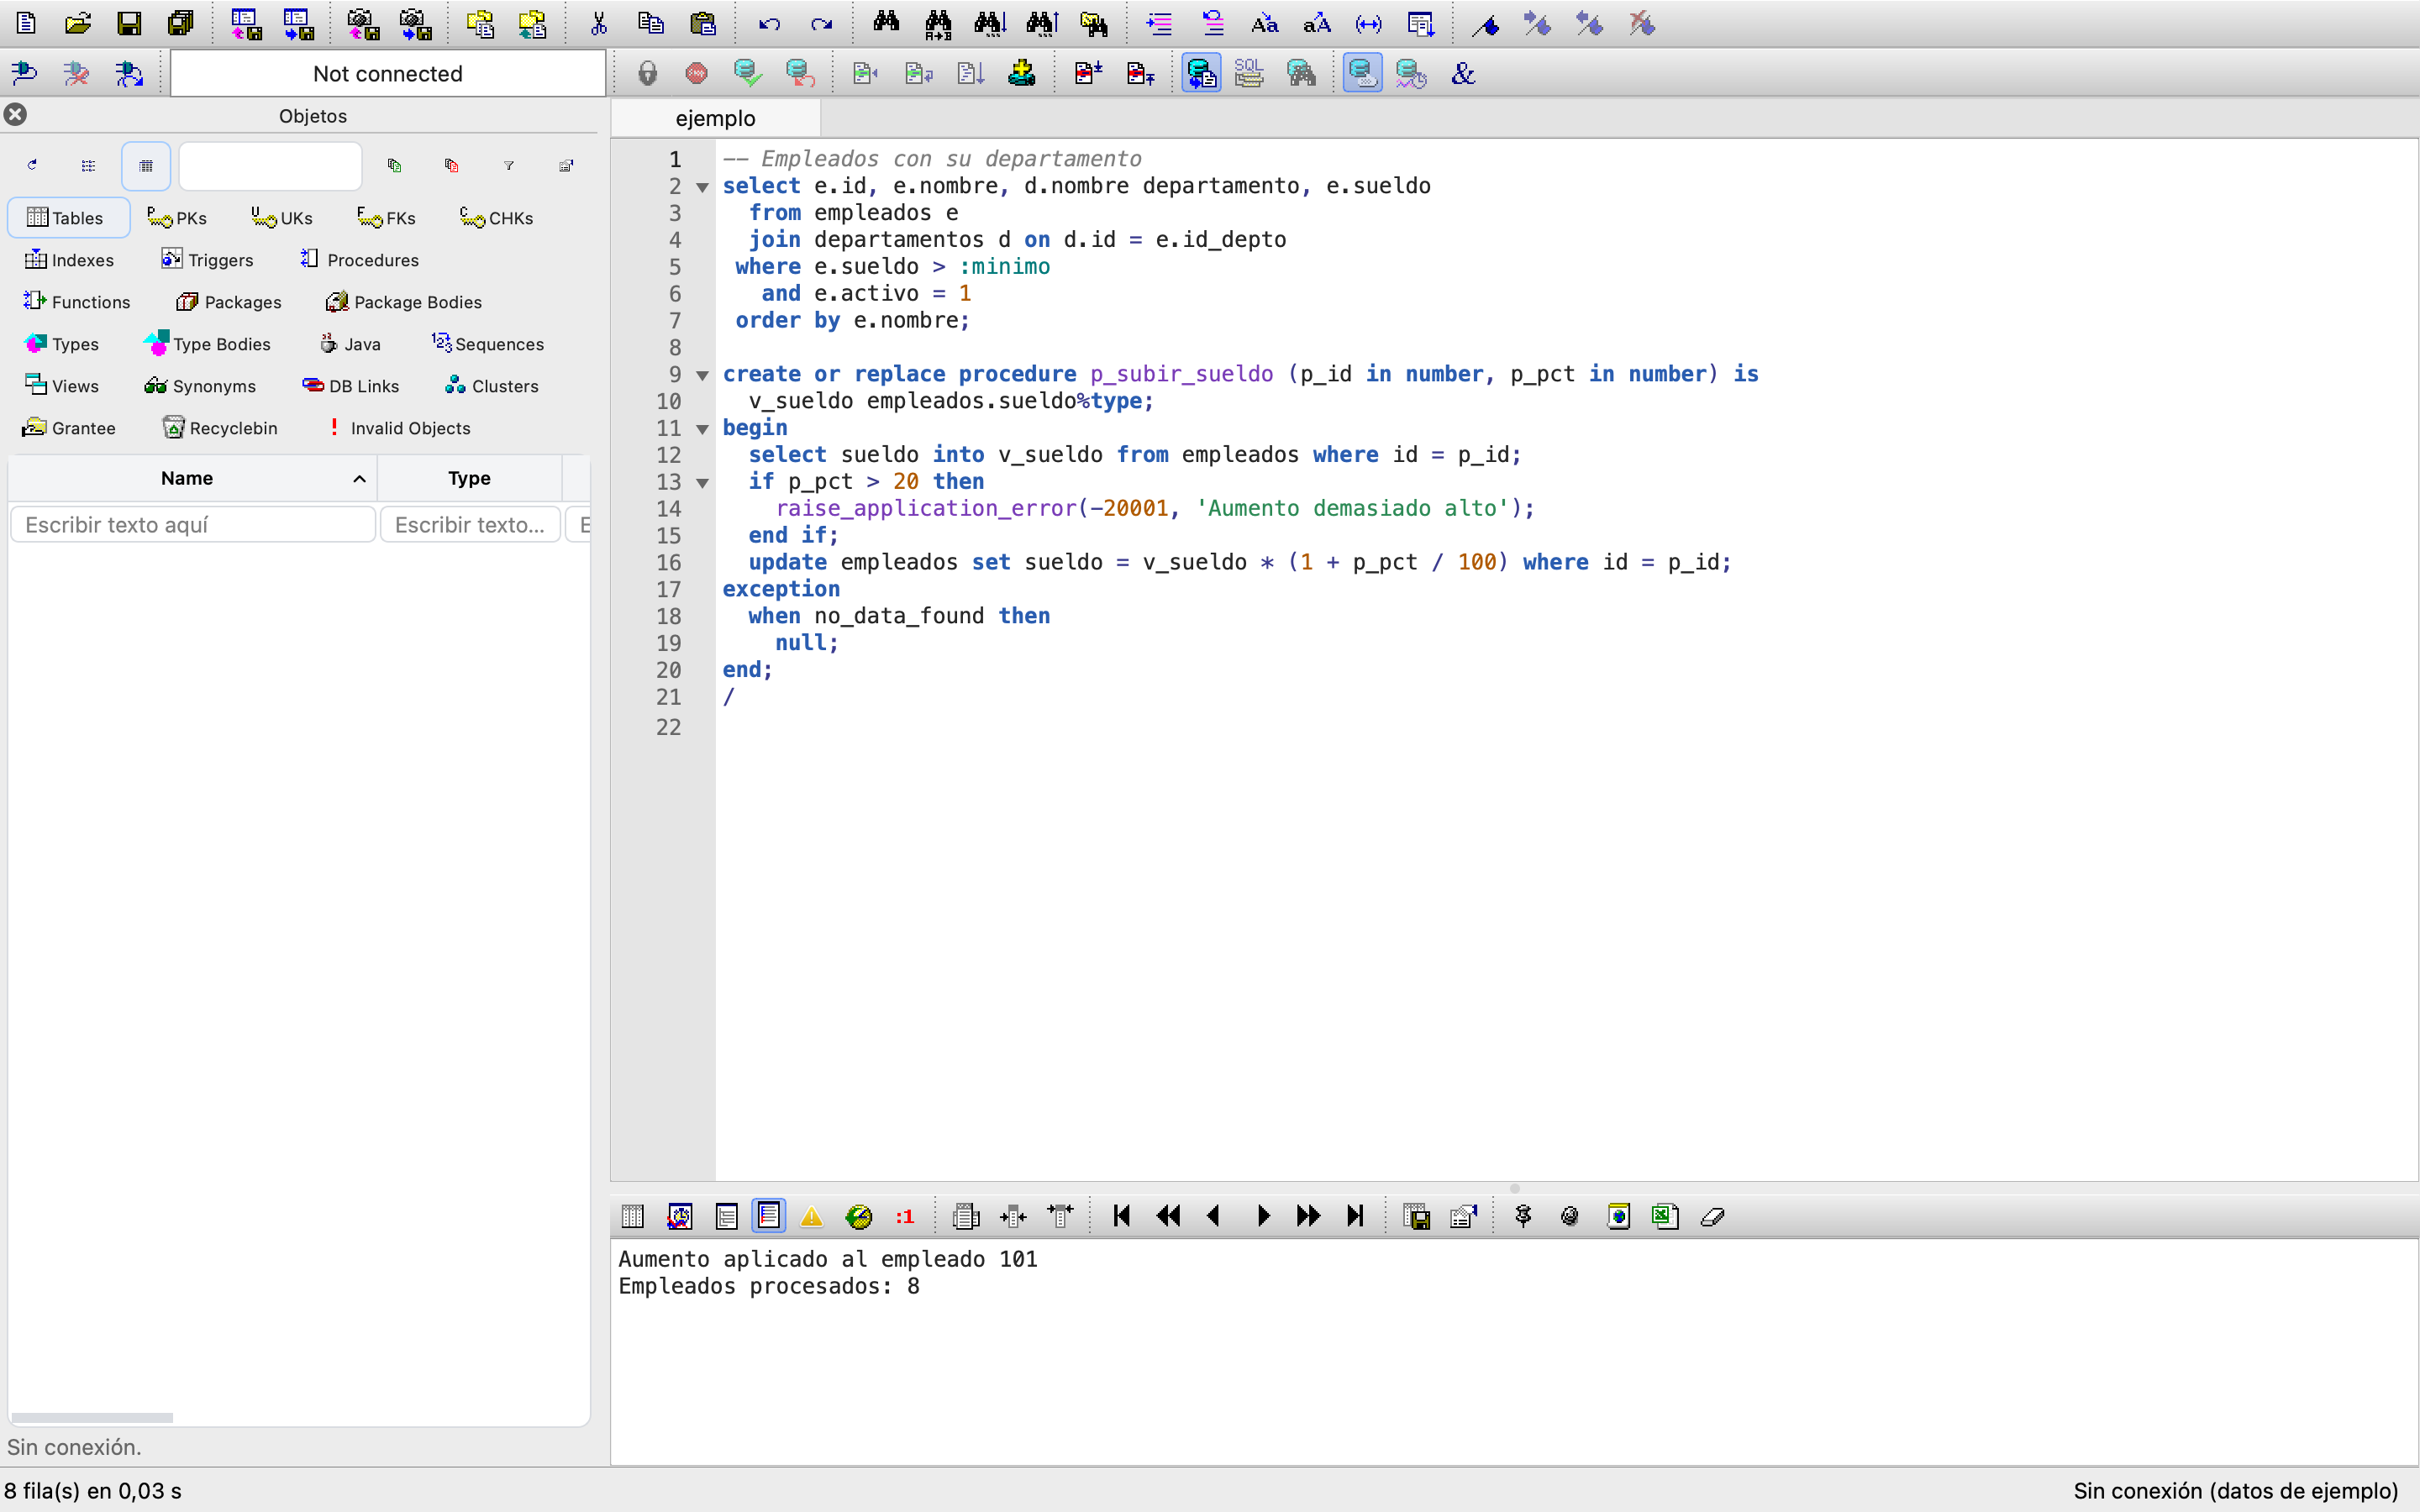 Not connected
Objetos
ejemplo
Tables PKs UKs FKs CHKs
Indexes Triggers Procedures
Functions Packages Package Bodies
Types Type Bodies Java Sequences
Views Synonyms DB Links Clusters
Grantee Recyclebin Invalid Objects
Name Type
Escribir texto aquí Escribir texto... E
Sin conexión.
1 -- Empleados con su departamento
2 select e.id, e.nombre, d.nombre departamento, e.sueldo
3 from empleados e
4 join departamentos d on d.id = e.id_depto
5 where e.sueldo > :minimo
6 and e.activo = 1
7 order by e.nombre;
8
9 create or replace procedure p_subir_sueldo (p_id in number, p_pct in number) is
10 v_sueldo empleados.sueldo%type;
11 begin
12 select sueldo into v_sueldo from empleados where id = p_id;
13 if p_pct > 20 then
14 raise_application_error(-20001, 'Aumento demasiado alto');
15 end if;
16 update empleados set sueldo = v_sueldo * (1 + p_pct / 100) where id = p_id;
17 exception
18 when no_data_found then
19 null;
20 end;
21 /
22
:1
Aumento aplicado al empleado 101
Empleados procesados: 8
8 fila(s) en 0,03 s
Sin conexión (datos de ejemplo)